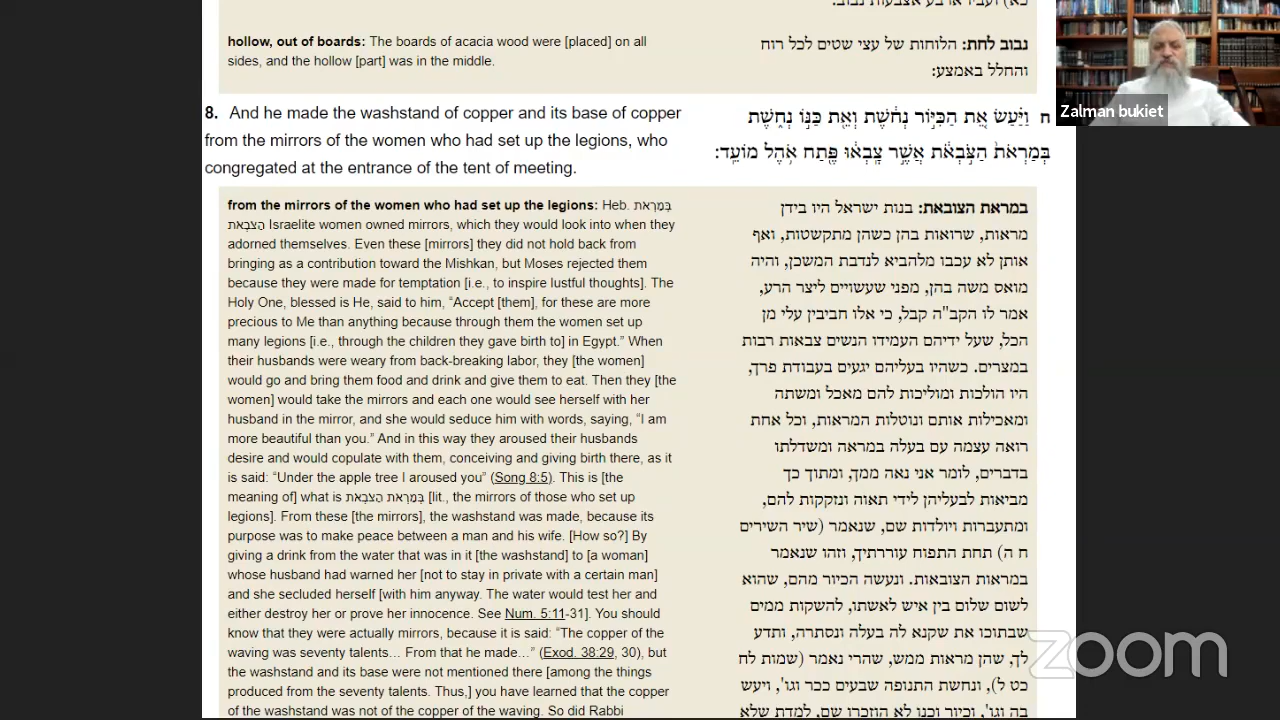 כא) ועביו ארבע אצבעות נבוב:
hollow, out of boards: The boards of acacia wood were [placed] on all
sides, and the hollow [part] was in the middle.
נבוב לחת: הלוחות של עצי שטים לכל רוח
והחלל באמצע:
Zalman bukiet
8. And he made the washstand of copper and its base of copper
from the mirrors of the women who had set up the legions, who
congregated at the entrance of the tent of meeting.
ח וַיַּ֗עַשׂ אֵ֚ת הַכִּיּ֣וֹר נְחֹ֔שֶׁת וְאֵ֖ת כַּנּ֣וֹ נְחֹ֑שֶׁת
בְּמַרְאֹת֙ הַצֹּ֣בְאֹ֔ת אֲשֶׁ֣ר צָֽבְא֔וּ פֶּ֖תַח אֹ֥הֶל מוֹעֵֽד:
from the mirrors of the women who had set up the legions: Heb. בְּמַרְאֹת
הַצֹבְאֹת Israelite women owned mirrors, which they would look into when they
adorned themselves. Even these [mirrors] they did not hold back from
bringing as a contribution toward the Mishkan, but Moses rejected them
because they were made for temptation [i.e., to inspire lustful thoughts]. The
Holy One, blessed is He, said to him, “Accept [them], for these are more
precious to Me than anything because through them the women set up
many legions [i.e., through the children they gave birth to] in Egypt.” When
their husbands were weary from back-breaking labor, they [the women]
would go and bring them food and drink and give them to eat. Then they [the
women] would take the mirrors and each one would see herself with her
husband in the mirror, and she would seduce him with words, saying, “I am
more beautiful than you.” And in this way they aroused their husbands
desire and would copulate with them, conceiving and giving birth there, as it
is said: “Under the apple tree I aroused you” (Song 8:5). This is [the
meaning of] what is בְּמַרְאֹת הַצֹבְאֹת [lit., the mirrors of those who set up
legions]. From these [the mirrors], the washstand was made, because its
purpose was to make peace between a man and his wife. [How so?] By
giving a drink from the water that was in it [the washstand] to [a woman]
whose husband had warned her [not to stay in private with a certain man]
and she secluded herself [with him anyway. The water would test her and
either destroy her or prove her innocence. See Num. 5:11-31]. You should
know that they were actually mirrors, because it is said: “The copper of the
waving was seventy talents… From that he made…” (Exod. 38:29, 30), but
the washstand and its base were not mentioned there [among the things
produced from the seventy talents. Thus,] you have learned that the copper
of the washstand was not of the copper of the waving. So did Rabbi
במראת הצובאת: בנות ישראל היו בידן
מראות, שרואות בהן כשהן מתקשטות, ואף
אותן לא עכבו מלהביא לנדבת המשכן, והיה
מואס משה בהן, מפני שעשויים ליצר הרע,
אמר לו הקב"ה קבל, כי אלו חביבין עלי מן
הכל, שעל ידיהם העמידו הנשים צבאות רבות
במצרים. כשהיו בעליהם יגעים בעבודת פרך,
היו הולכות ומוליכות להם מאכל ומשתה
ומאכילות אותם ונוטלות המראות, וכל אחת
רואה עצמה עם בעלה במראה ומשדלתו
בדברים, לומר אני נאה ממך, ומתוך כך
מביאות לבעליהן לידי תאוה ונזקקות להם,
ומתעברות ויולדות שם, שנאמר (שיר השירים
ח ה) תחת התפוח עוררתיך, וזהו שנאמר
במראות הצובאות. ונעשה הכיור מהם, שהוא
לשום שלום בין איש לאשתו, להשקות ממים
שבתוכו את שקנא לה בעלה ונסתרה, ותדע
לך, שהן מראות ממש, שהרי נאמר (שמות לח
כט ל), ונחשת התנופה שבעים ככר וגו', ויעש
בה וגו', וכיור וכנו לא הוזכרו שם, למדת שלא
zoom